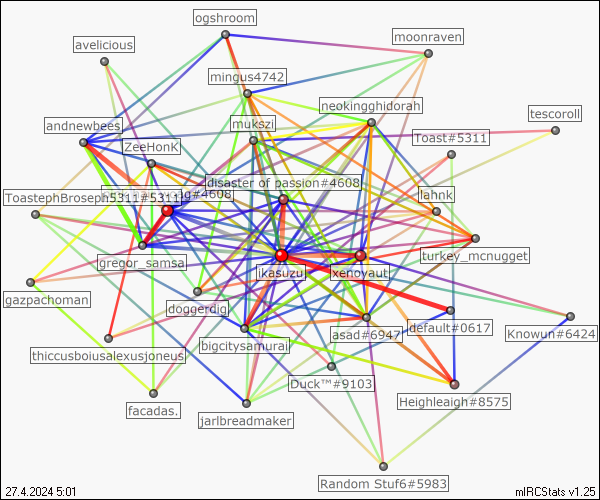 ogshroom
moonraven
avelicious
mingus4742
neokingghidorah
tescoroll
andnewbees
mukszi
Toast#5311
ZeeHonK
disaster of passion#4608
#4608
ToastephBroseph5311#5311
lahnk
turkey_mcnugget
gregor_samsa
likasuzu
xenoyaut
gazpachoman
doggerdig
default#0617
asad#6947
Knowun#6424
bigcitysamurai
thiccusboiusalexusjoneus
Duck™#9103
Heighleaigh#8575
facadas.
jarlbreadmaker
Random Stuf6#5983
27.4.2024 5:01
mIRCStats v1.25